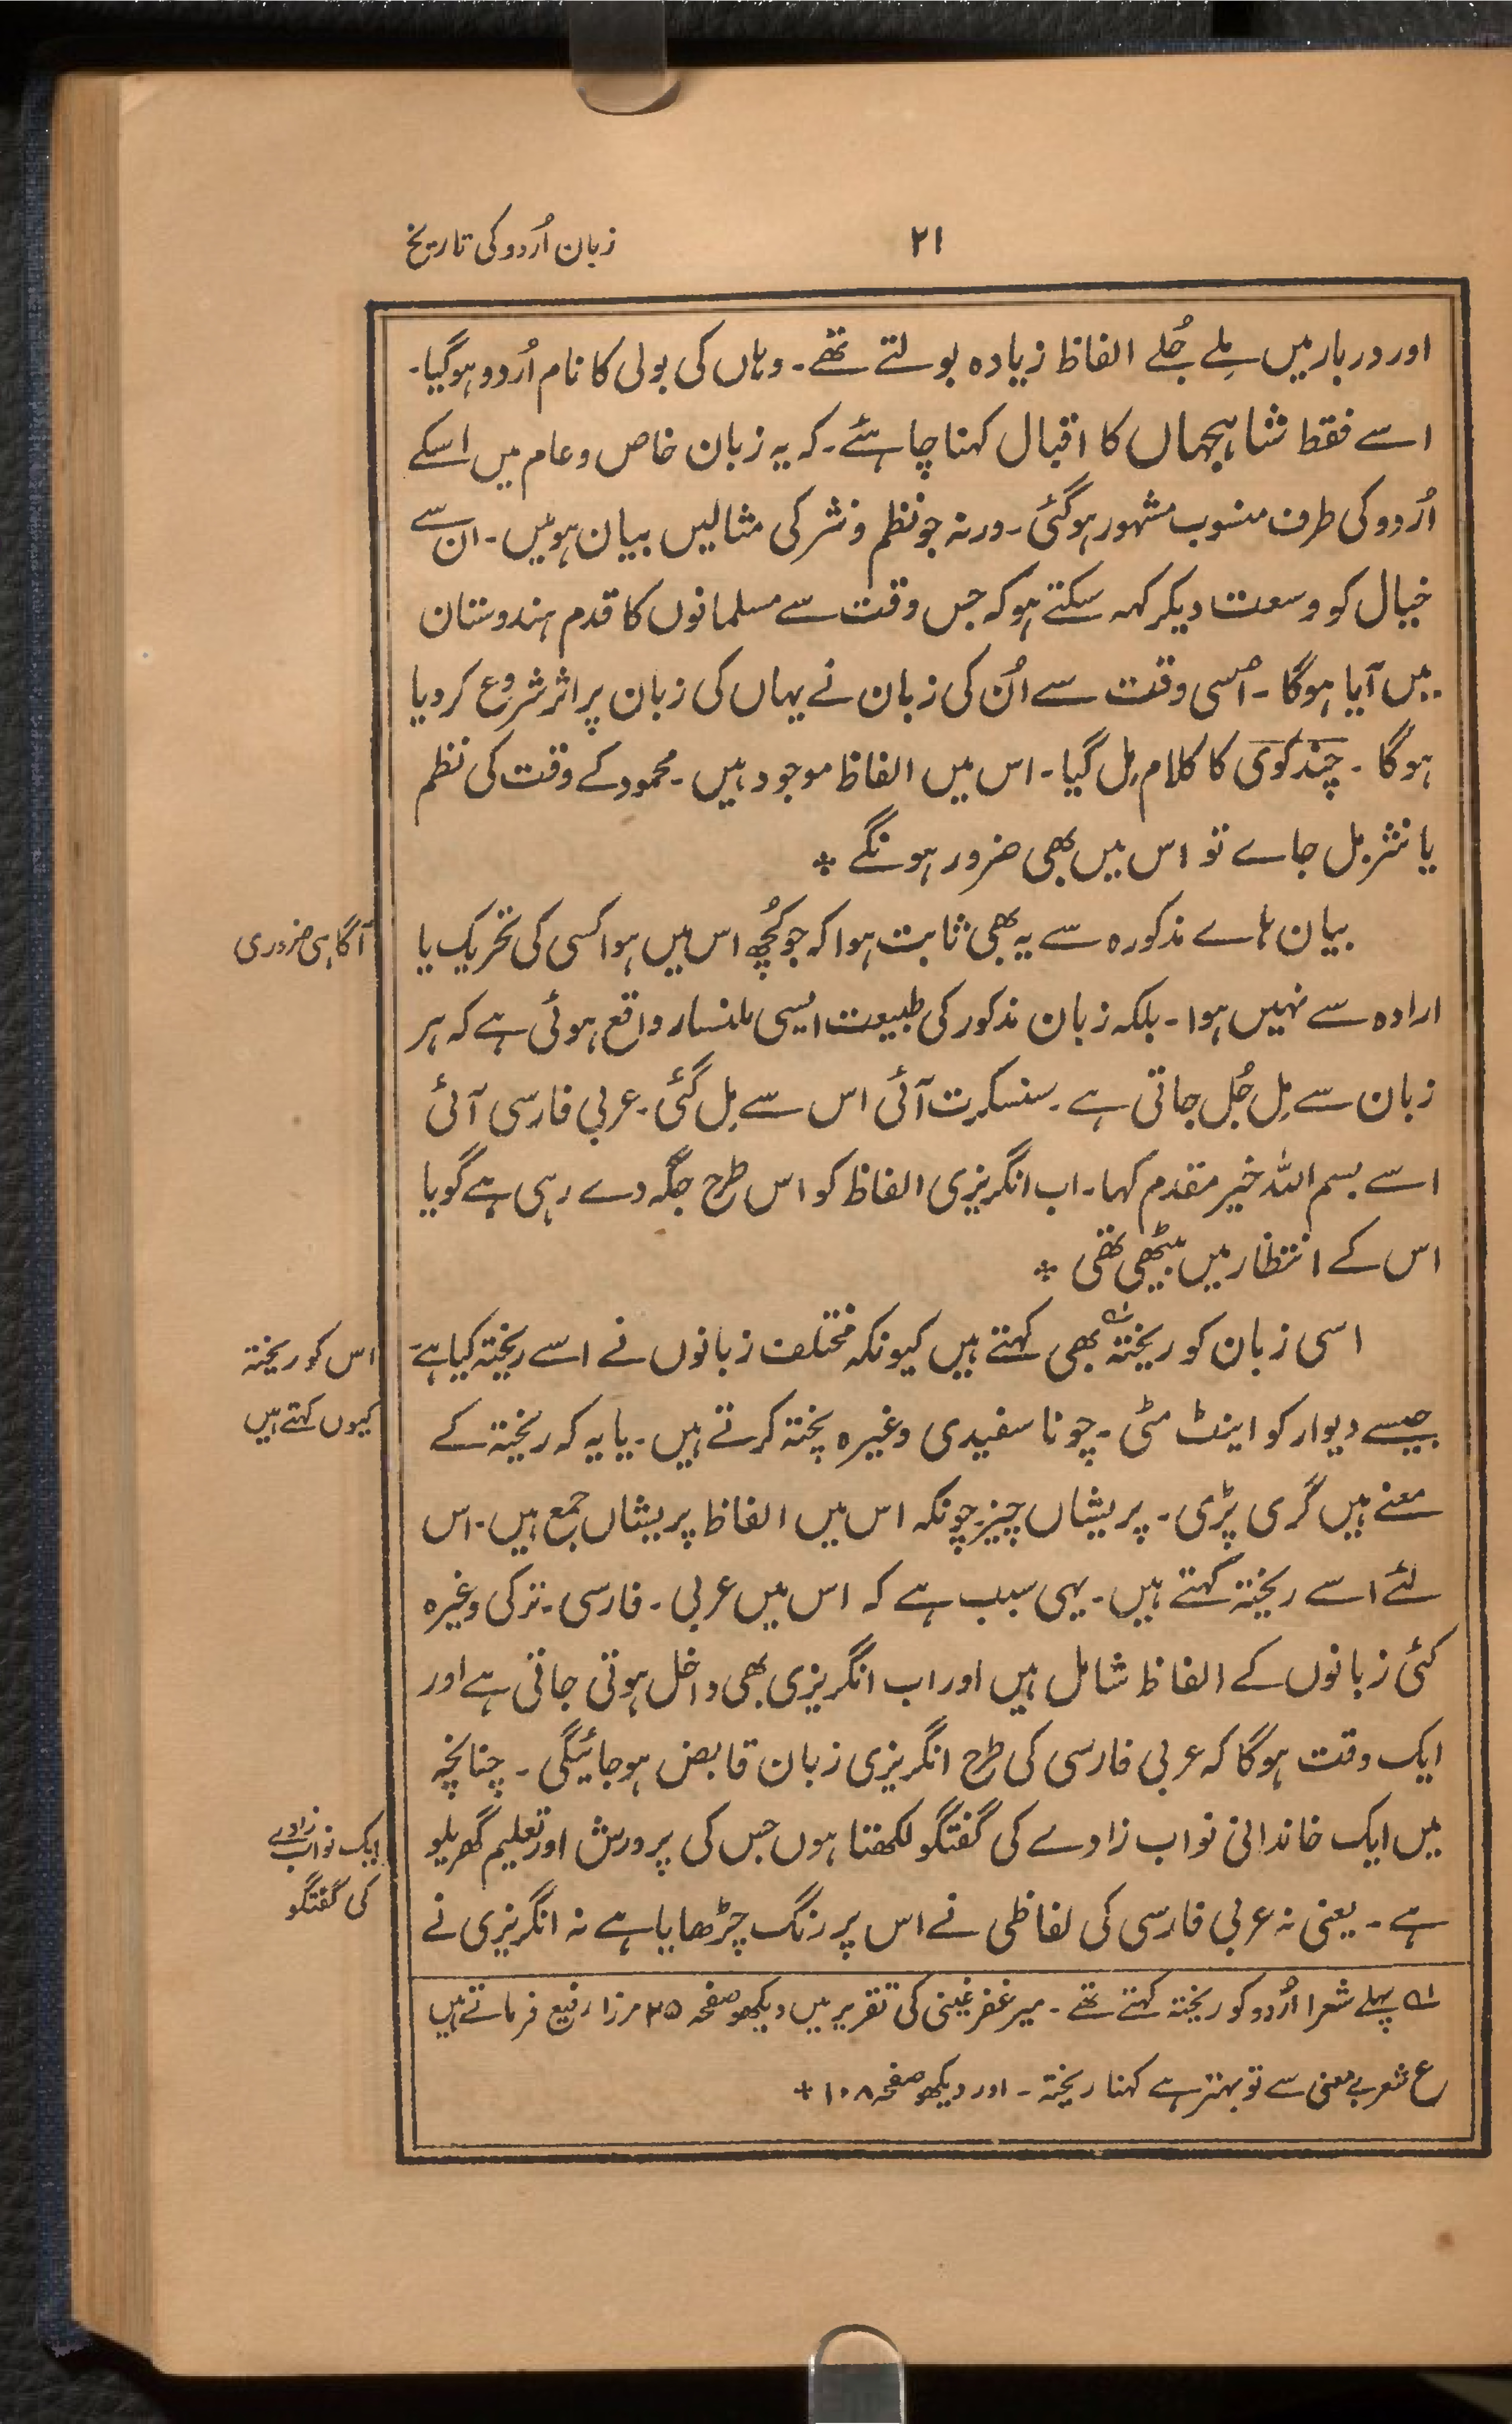 ۲۱
زبان اُردو کی تاریخ
اور دربار میں مِلے جُلے الفاظ زیادہ بولتے تھے۔ وہاں کی بولی کا نام اُردو ہو گیا۔
اسے فقط شاہجہاں کا اقبال کہنا چاہئے۔ کہ یہ زبان خاص و عام میں اسکے
اُردو کی طرف منسوب مشہور ہو گئی۔ ورنہ جو نظم و نثر کی مثالیں بیان ہوئیں۔ ان سے
خیال کو وسعت دیکر کہہ سکتے ہو کہ جس وقت سے مسلمانوں کا قدم ہندوستان
میں آیا ہوگا۔ اُسی وقت سے اُن کی زبان نے یہاں کی زبان پر اثر شروع کر دیا
ہوگا۔ چند کوی کا کلام مِل گیا۔ اس میں الفاظ موجود ہیں۔ محمود کے وقت کی نظم
یا نثر مل جاے تو اس میں بھی ضرور ہونگے ٭
آگاہی ضروری
بیان ہاے مذکورہ سے یہ بھی ثابت ہوا کہ جو کُچھ اس میں ہوا کسی کی تحریک یا
ارادہ سے نہیں ہوا۔ بلکہ زبان مذکور کی طبیعت ایسی ملنسار واقع ہوئی ہے کہ ہر
زبان سے مِل جُل جاتی ہے۔ سنسکرت آئی اس سے مِل گئی۔ عربی فارسی آئی
اسے بسم اللہ خیر مقدم کہا۔ اب انگریزی الفاظ کو اس طرح جگہ دے رہی ہے گویا
اس کے انتظار میں بیٹھی تھی ٭
اس کو ریختہ
کیوں کہتے ہیں
اسی زبان کو ریختہ؂۱ بھی کہتے ہیں کیونکہ مختلف زبانوں نے اسے ریختہ کیا ہے
جیسے دیوار کو اینٹ مٹی۔ چونا سفیدی وغیرہ پختہ کرتے ہیں۔ یا یہ کہ ریختہ کے
معنے ہیں گری پڑی۔ پریشاں چیز۔ چونکہ اس میں الفاظ پریشاں جمع ہیں۔ اس
لئے اسے ریختہ کہتے ہیں۔ یہی سبب ہے کہ اس میں عربی۔ فارسی۔ ترکی وغیرہ
کئی زبانوں کے الفاظ شامل ہیں اور اب انگریزی بھی داخل ہوتی جاتی ہے اور
ایک وقت ہوگا کہ عربی فارسی کی طرح انگریزی زبان قابض ہو جائیگی۔ چنانچہ
ایک نواب زادے
کی گفتگو
میں ایک خاندانی نواب زادے کی گفتگو لکھتا ہوں جس کی پرورش اور تعلیم گھریلو
ہے۔ یعنی نہ عربی فارسی کی لفاظی نے اس پر رنگ چڑھایا ہے نہ انگریزی نے
؂۱ پہلے شعرا اُردو کو ریختہ کہتے تھے۔ میر غفر غینی کی تقریر میں دیکھو صفحہ ۲۵ مرزا رفیع فرماتے ہیں
ع شعر بے معنی سے تو بہتر ہے کہنا ریختہ۔ اور دیکھو صفحہ ۱۰۸ +